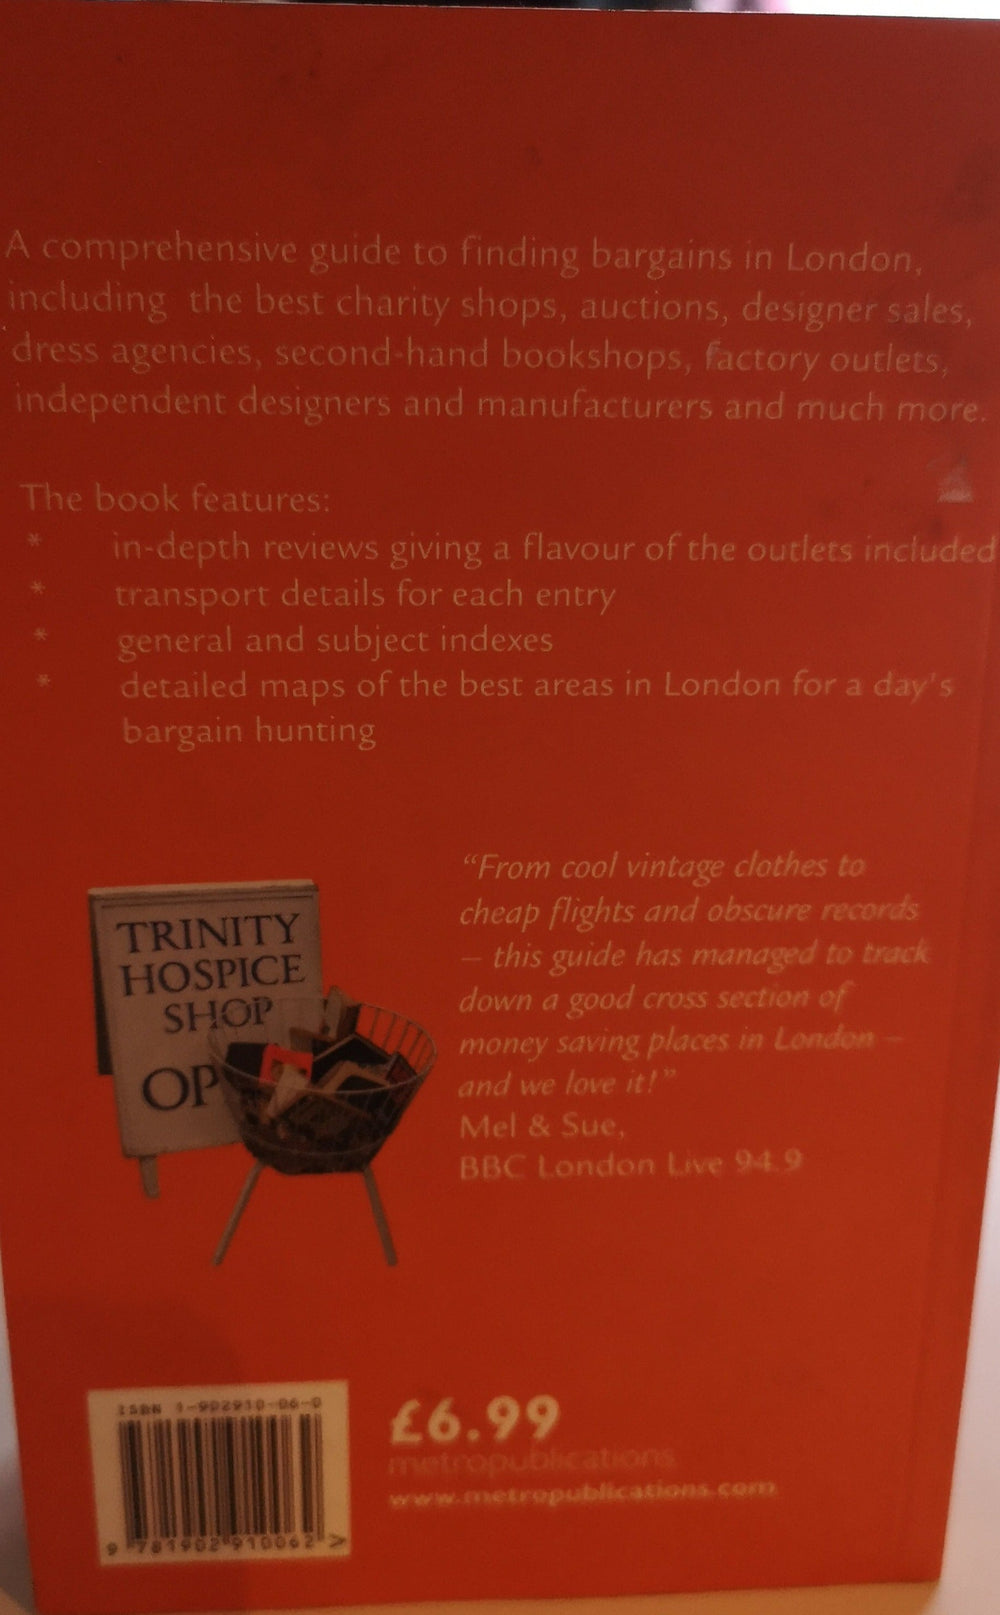 A comprehensive guide to finding bargains in London,
including the best charity shops, auctions, designer sales,
dress agencies, second-hand bookshops, factory outlets,
independent designers and manufacturers and much more.
The book features:
* in-depth reviews giving a flavour of the outlets included
* transport details for each entry
* general and subject indexes
* detailed maps of the best areas in London for a day's
bargain hunting
“From cool vintage clothes to
cheap flights and obscure records
– this guide has managed to track
down a good cross section of
money saving places in London –
and we love it!”
Mel & Sue,
BBC London Live 94.9
TRINITY
HOSPICE
SHOP
OP
ISBN 1-902910-06-0
9 781902 910062 >
£6.99
metropublications
www.metropublications.com